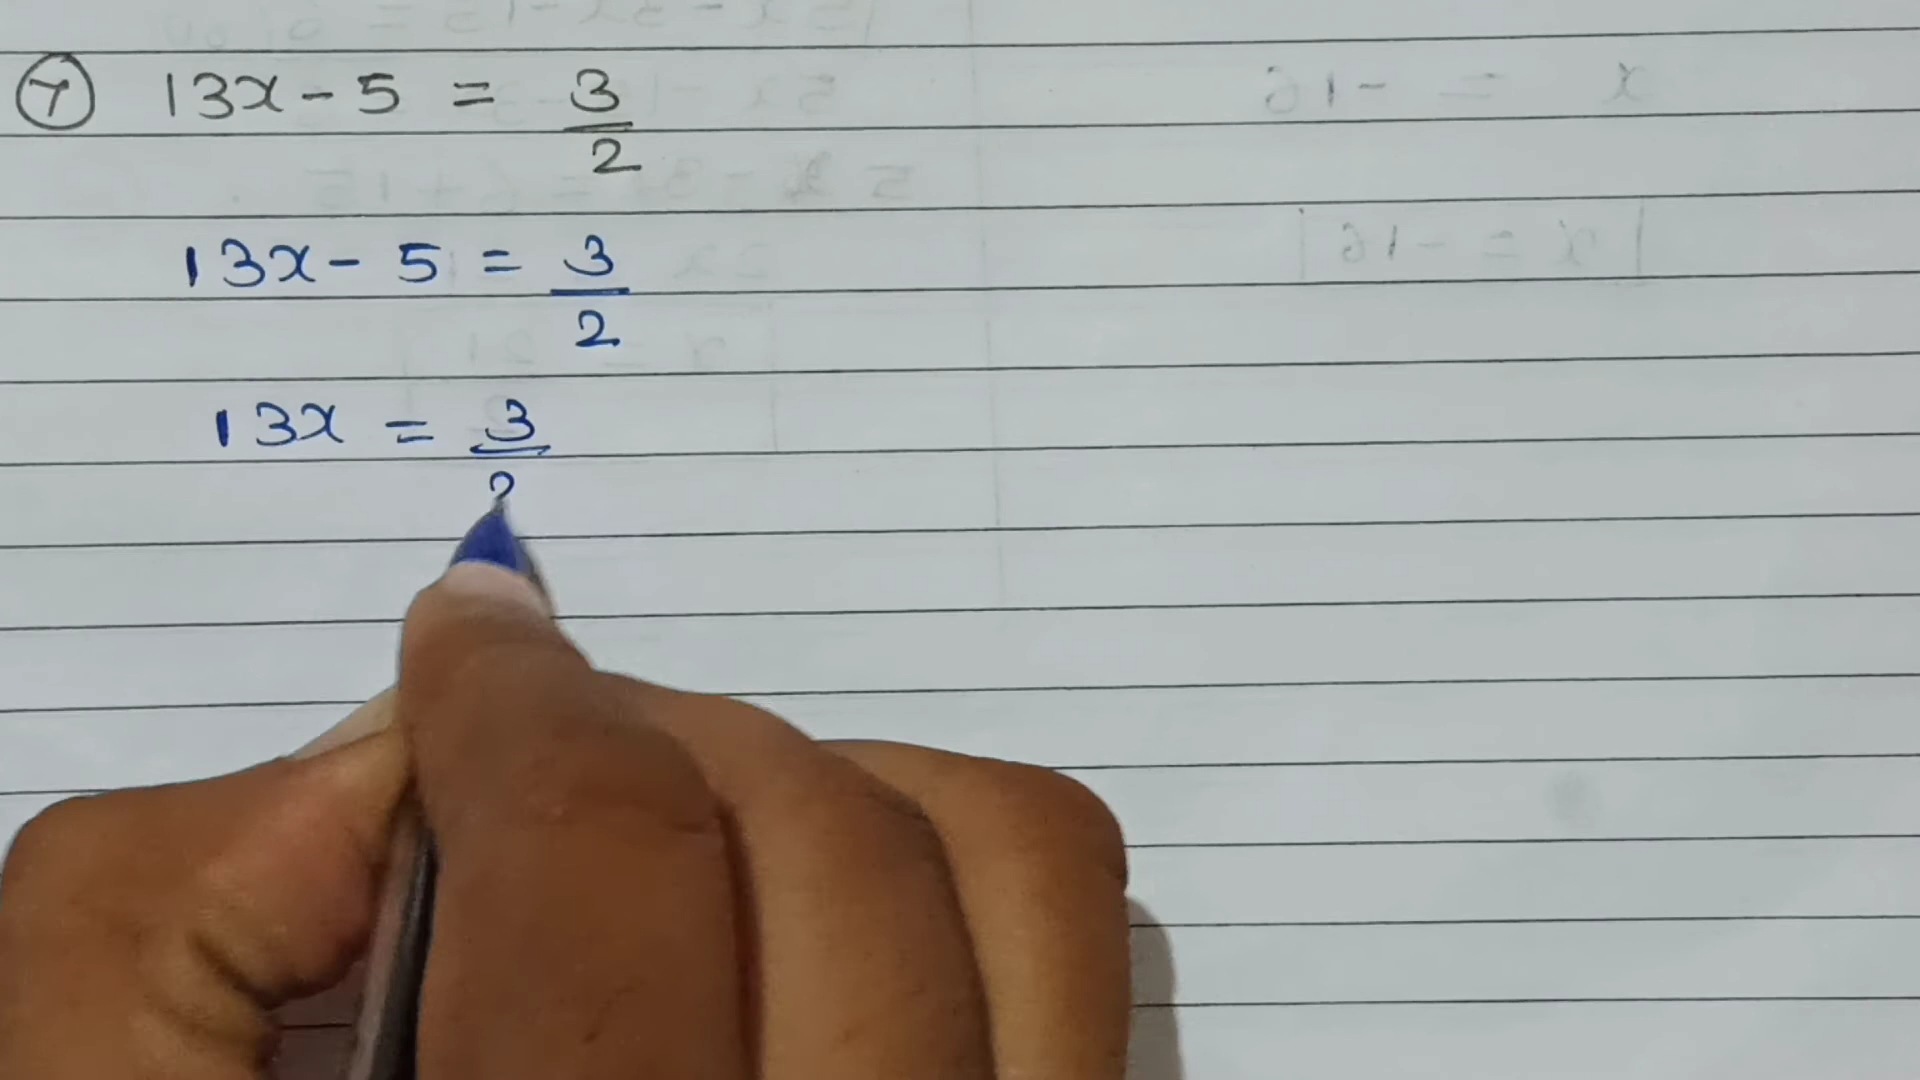 ⑦ 13x - 5 = 3/2
13x - 5 = 3/2
13x = 3/2